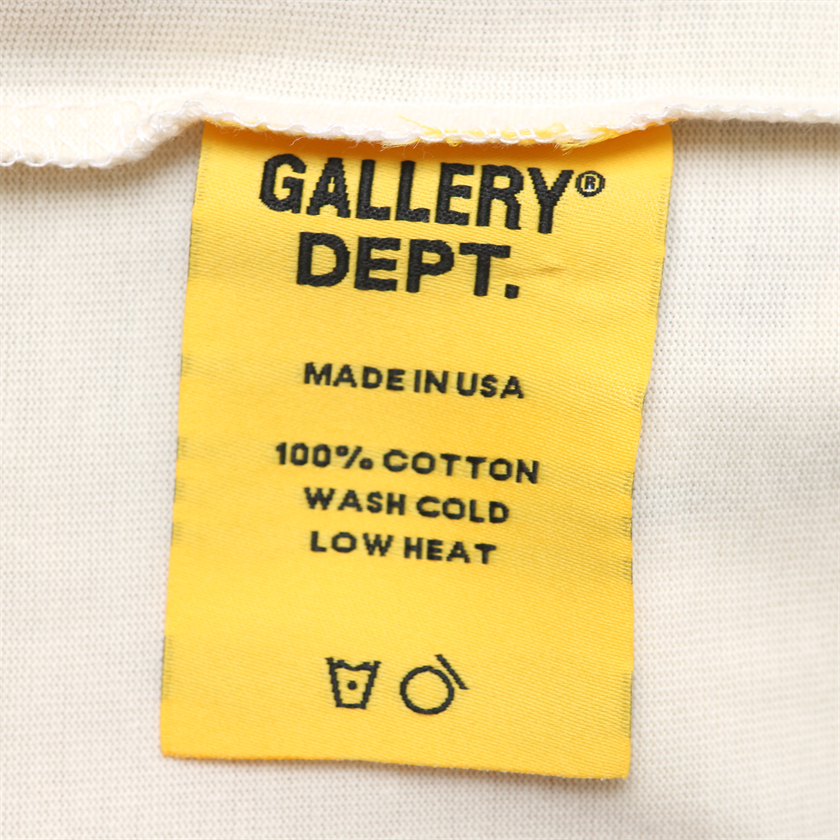 GALLERY®
DEPT.
MADE IN USA
100% COTTON
WASH COLD
LOW HEAT